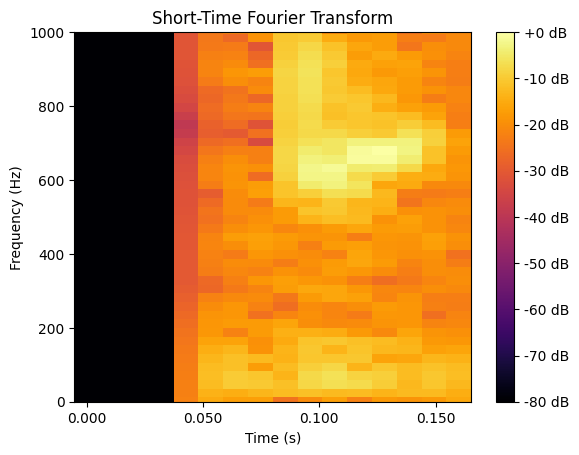 Short-Time Fourier Transform
Frequency (Hz)
1000
800
600
400
200
0
0.000
0.050
0.100
0.150
Time (s)
+0 dB
-10 dB
-20 dB
-30 dB
-40 dB
-50 dB
-60 dB
-70 dB
-80 dB